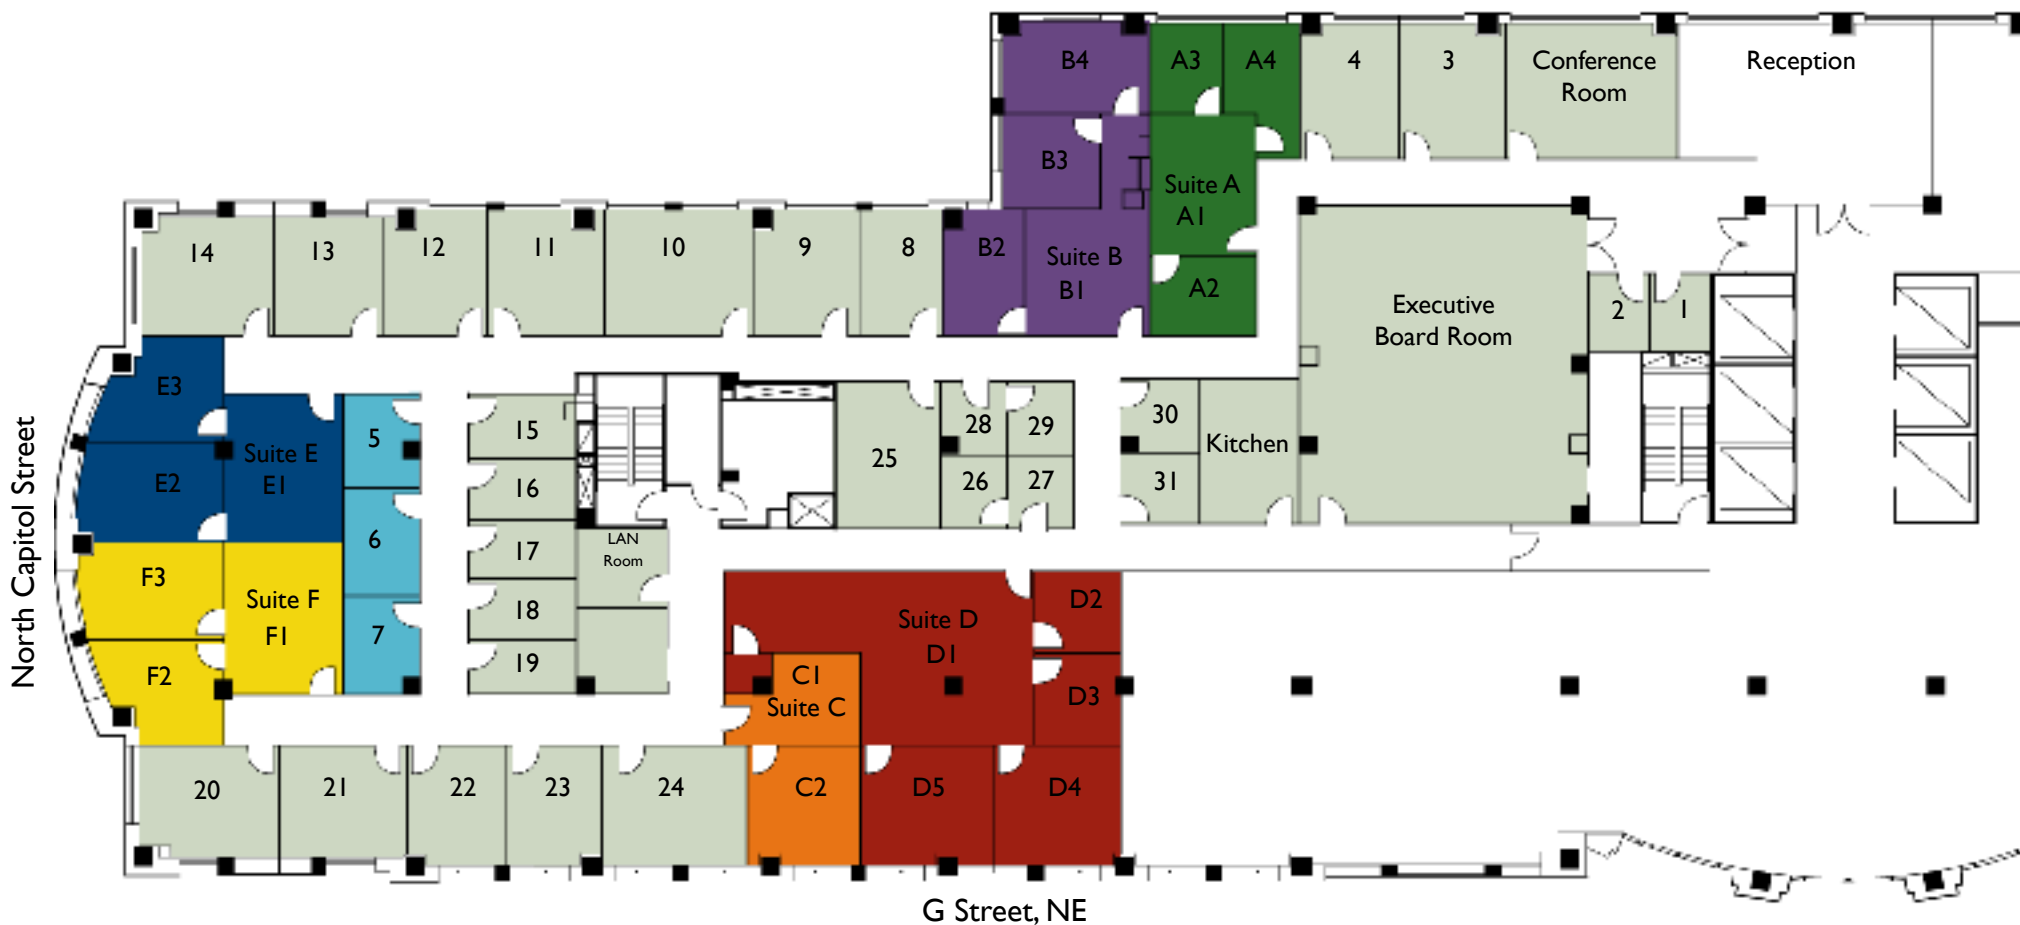 B4
A3
A4
4
3
Conference
Room
Reception
B3
Suite A
A1
14
13
12
11
10
9
8
B2
Suite B
B1
A2
Executive
Board Room
2
1
E3
Suite E
E1
E2
5
6
7
15
16
17
18
19
25
28
29
26
27
30
31
Kitchen
LAN
Room
North Capitol Street
F3
Suite F
F1
F2
Suite D
D1
D2
D3
C1
Suite C
20
21
22
23
24
C2
D5
D4
G Street, NE